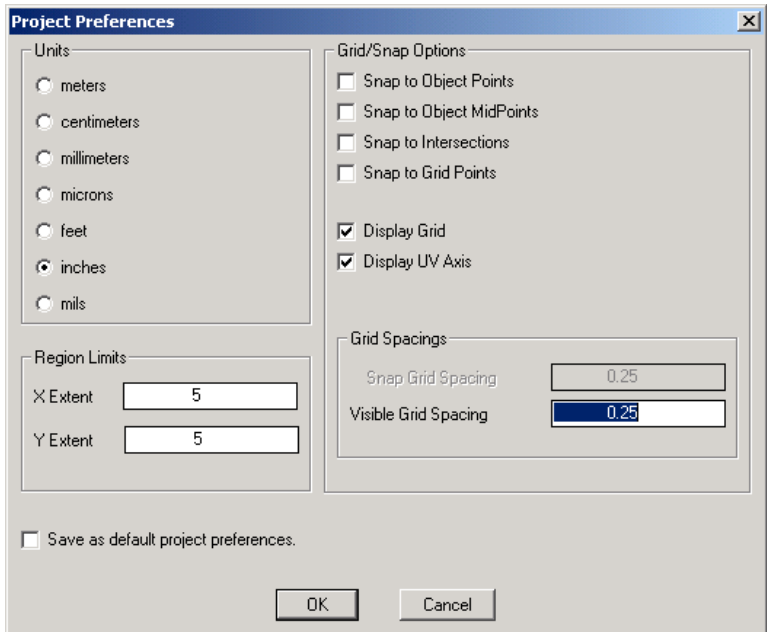 Project Preferences
Units
meters
centimeters
millimeters
microns
feet
inches
mils
Region Limits
X Extent 5
Y Extent 5
Grid/Snap Options
Snap to Object Points
Snap to Object MidPoints
Snap to Intersections
Snap to Grid Points
Display Grid
Display UV Axis
Grid Spacings
Snap Grid Spacing 0.25
Visible Grid Spacing 0.25
Save as default project preferences.
OK Cancel